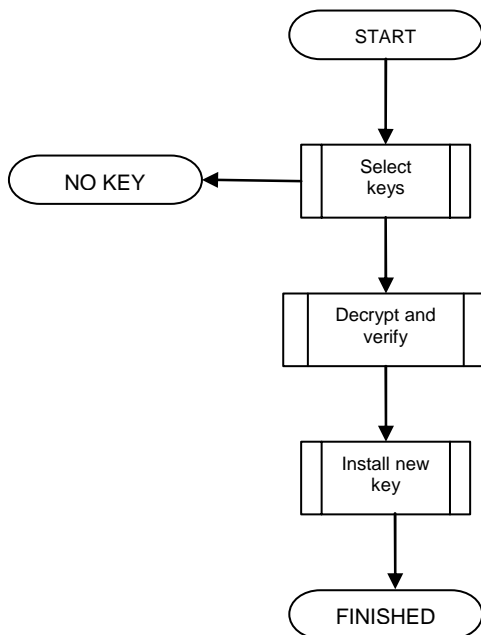 START
Select
keys
NO KEY
Decrypt and
verify
Install new
key
FINISHED